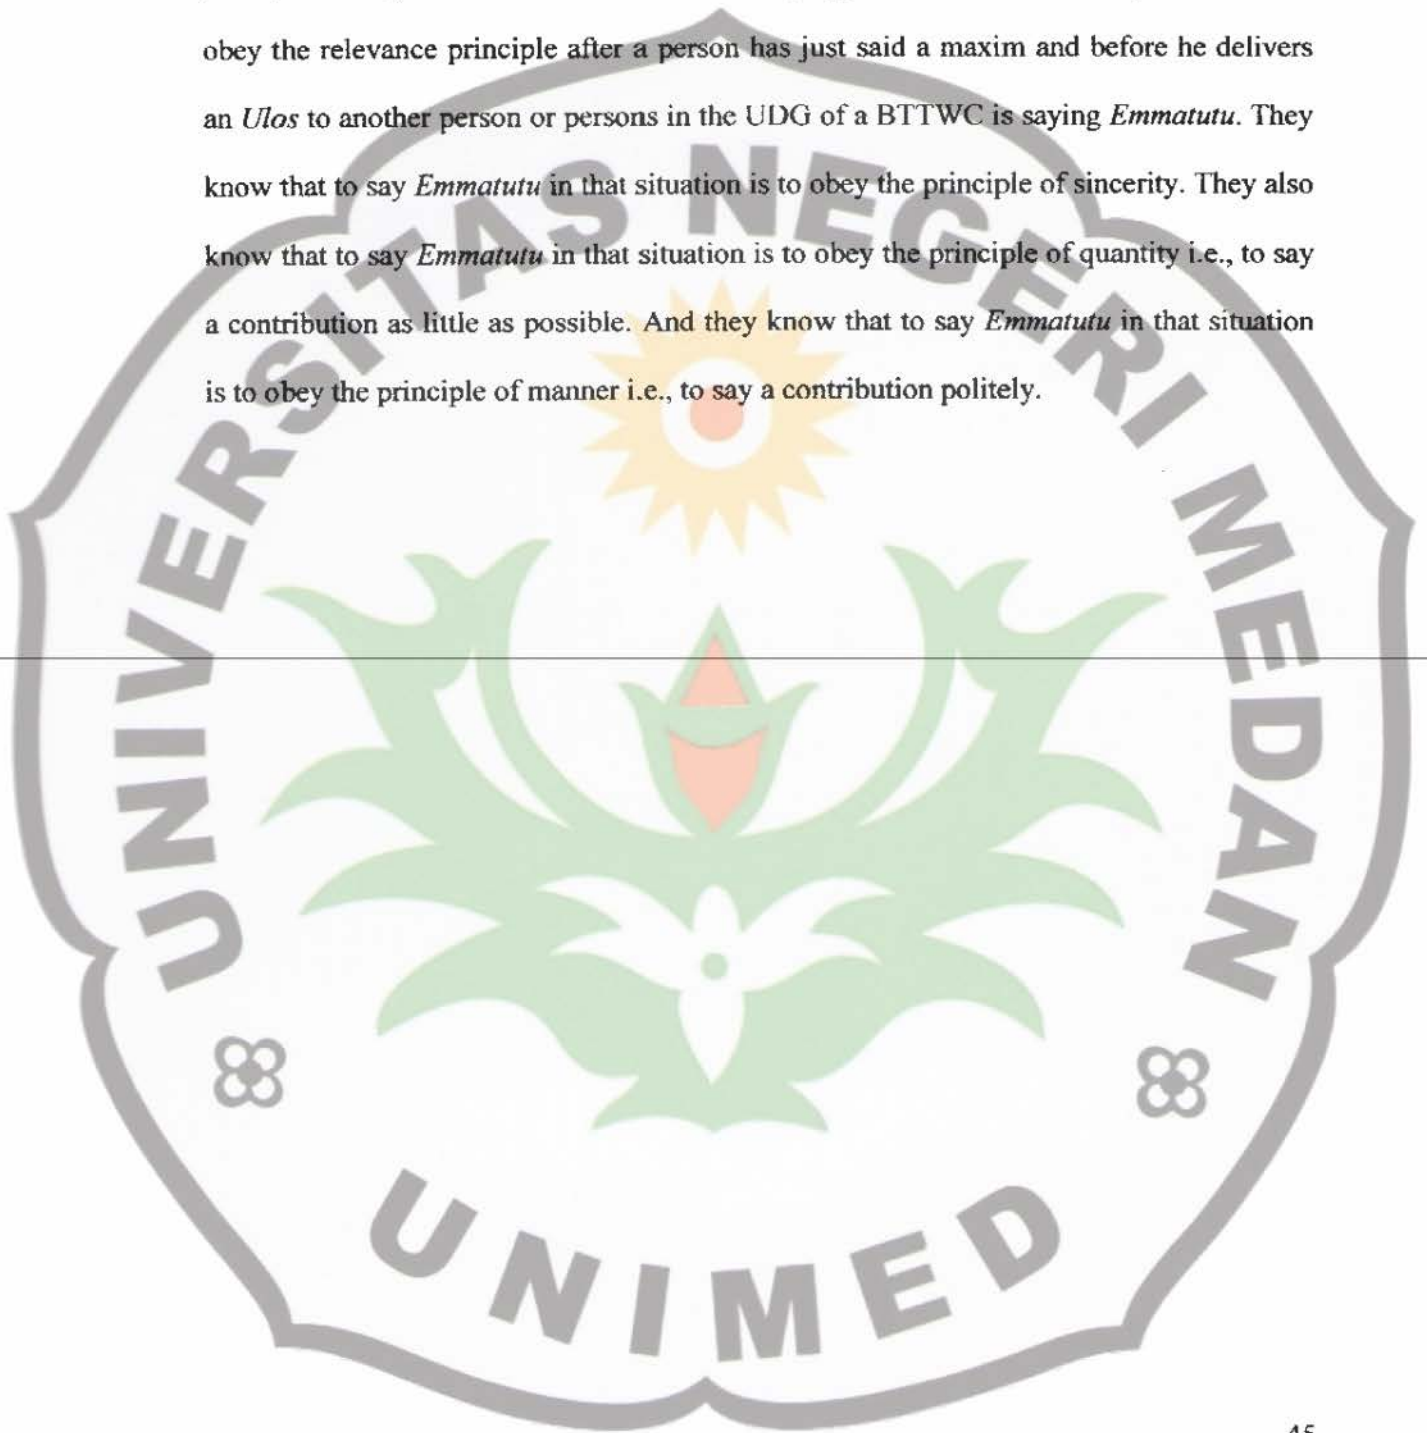 obey the relevance principle after a person has just said a maxim and before he delivers
an Ulos to another person or persons in the UDG of a BTTWC is saying Emmatutu. They
know that to say Emmatutu in that situation is to obey the principle of sincerity. They also
know that to say Emmatutu in that situation is to obey the principle of quantity i.e., to say
a contribution as little as possible. And they know that to say Emmatutu in that situation
is to obey the principle of manner i.e., to say a contribution politely.
UNIVERSITAS NEGERI MEDAN
UNIMED